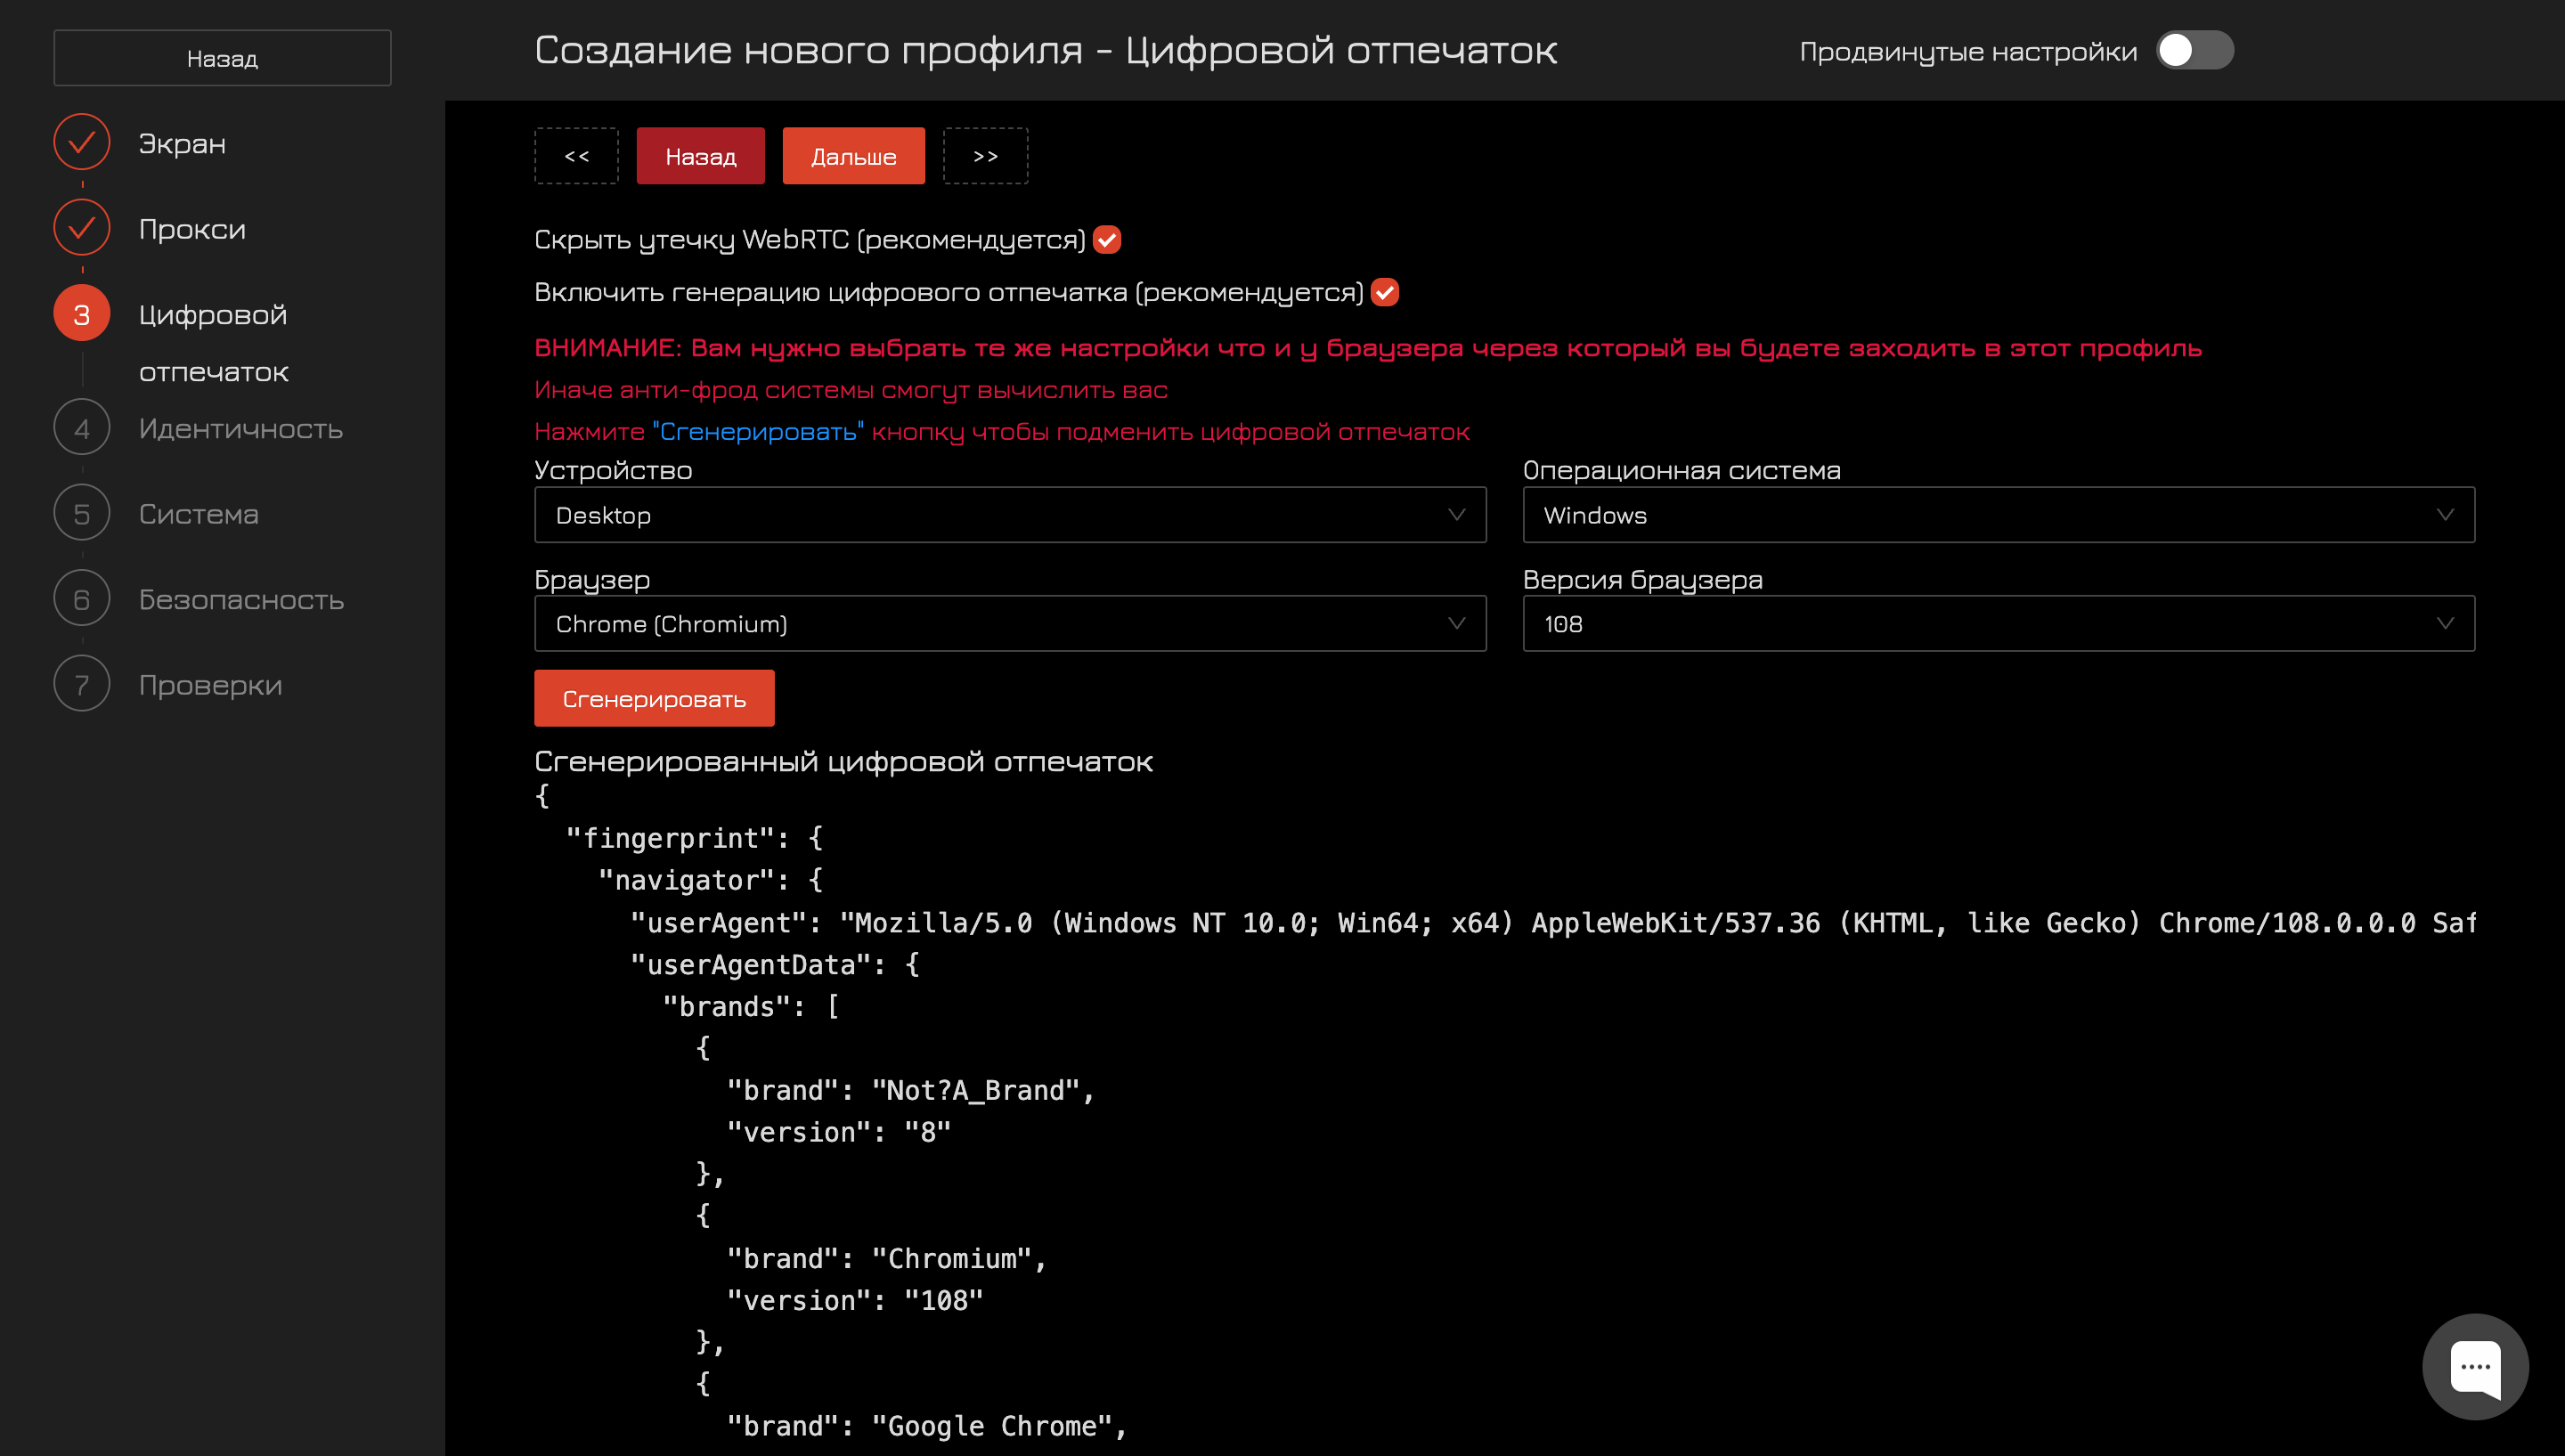 Назад
Экран
Прокси
3 Цифровой
отпечаток
4 Идентичность
5 Система
6 Безопасность
7 Проверки
Создание нового профиля - Цифровой отпечаток
Продвинутые настройки
<< Назад Дальше >>
Скрыть утечку WebRTC (рекомендуется)
Включить генерацию цифрового отпечатка (рекомендуется)
ВНИМАНИЕ: Вам нужно выбрать те же настройки что и у браузера через который вы будете заходить в этот профиль
Иначе анти-фрод системы смогут вычислить вас
Нажмите "Сгенерировать" кнопку чтобы подменить цифровой отпечаток
Устройство Операционная система
Desktop Windows
Браузер Версия браузера
Chrome (Chromium) 108
Сгенерировать
Сгенерированный цифровой отпечаток
{
"fingerprint": {
"navigator": {
"userAgent": "Mozilla/5.0 (Windows NT 10.0; Win64; x64) AppleWebKit/537.36 (KHTML, like Gecko) Chrome/108.0.0.0 Saf
"userAgentData": {
"brands": [
{
"brand": "Not?A_Brand",
"version": "8"
},
{
"brand": "Chromium",
"version": "108"
},
{
"brand": "Google Chrome",